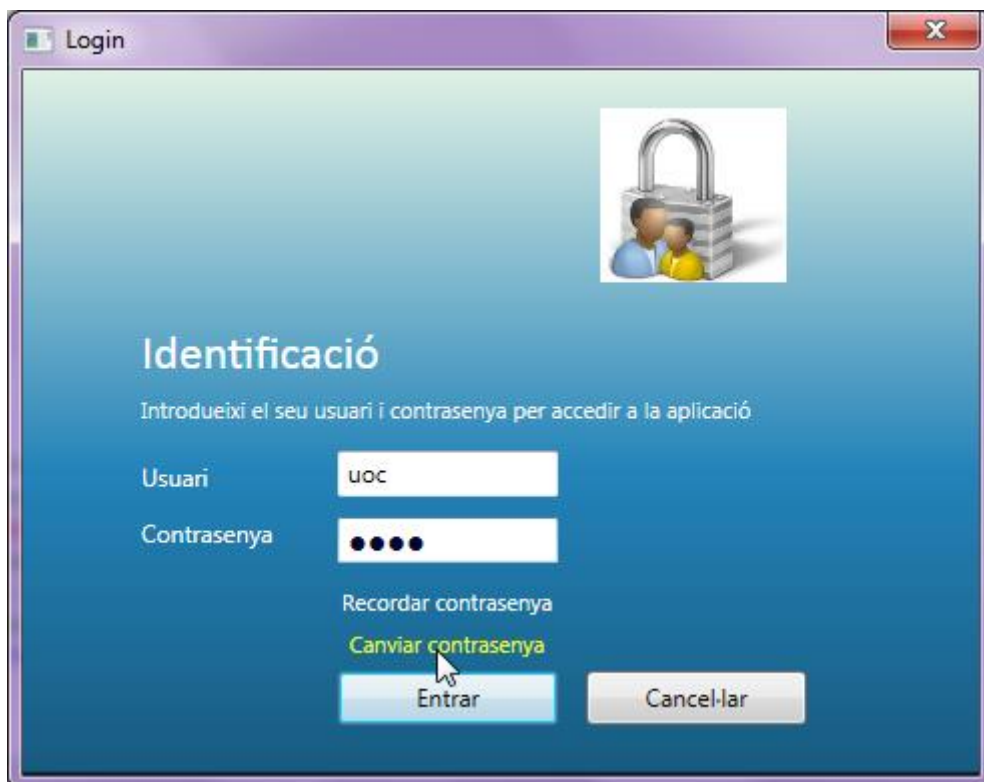 Login
Identificació
Introdueixi el seu usuari i contrasenya per accedir a la aplicació
Usuari
uoc
Contrasenya
●●●●
Recordar contrasenya
Canviar contrasenya
Entrar
Cancel·lar